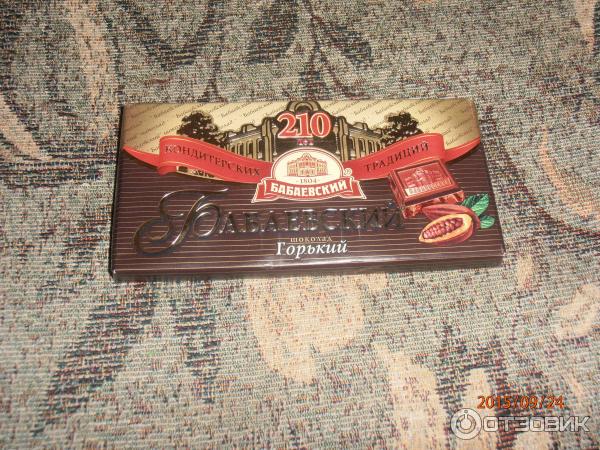 210
КОНДИТЕРСКИХ ТРАДИЦИЙ
1804
БАБАЕВСКИЙ
БАБАЕВСКИЙ
шоколад
Горький
2015/09/24
ОТЗОВИК